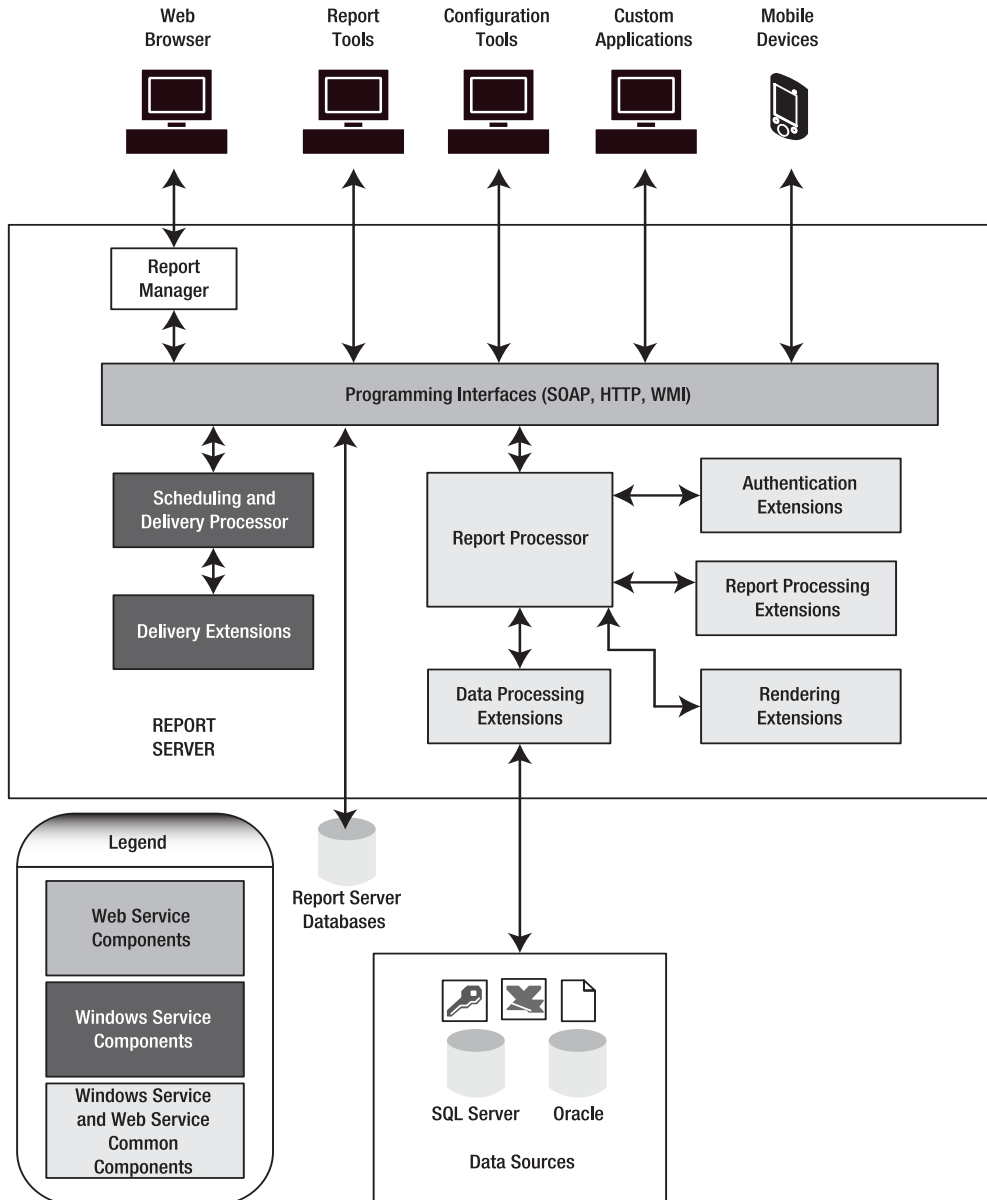 Web
Browser
Report
Tools
Configuration
Tools
Custom
Applications
Mobile
Devices
Report
Manager
Programming Interfaces (SOAP, HTTP, WMI)
Scheduling and
Delivery Processor
Report Processor
Authentication
Extensions
Report Processing
Extensions
Delivery Extensions
Data Processing
Extensions
Rendering
Extensions
REPORT
SERVER
Legend
Web Service
Components
Windows Service
Components
Windows Service
and Web Service
Common
Components
Report Server
Databases
SQL Server
Oracle
Data Sources